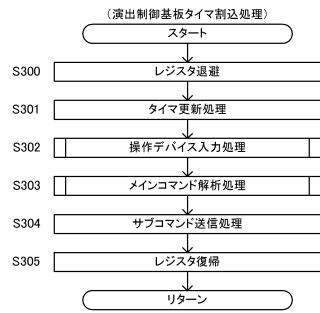 （演出制御基板タイマ割込処理）
スタート
S300 レジスタ退避
S301 タイマ更新処理
S302 操作デバイス入力処理
S303 メインコマンド解析処理
S304 サブコマンド送信処理
S305 レジスタ復帰
リターン